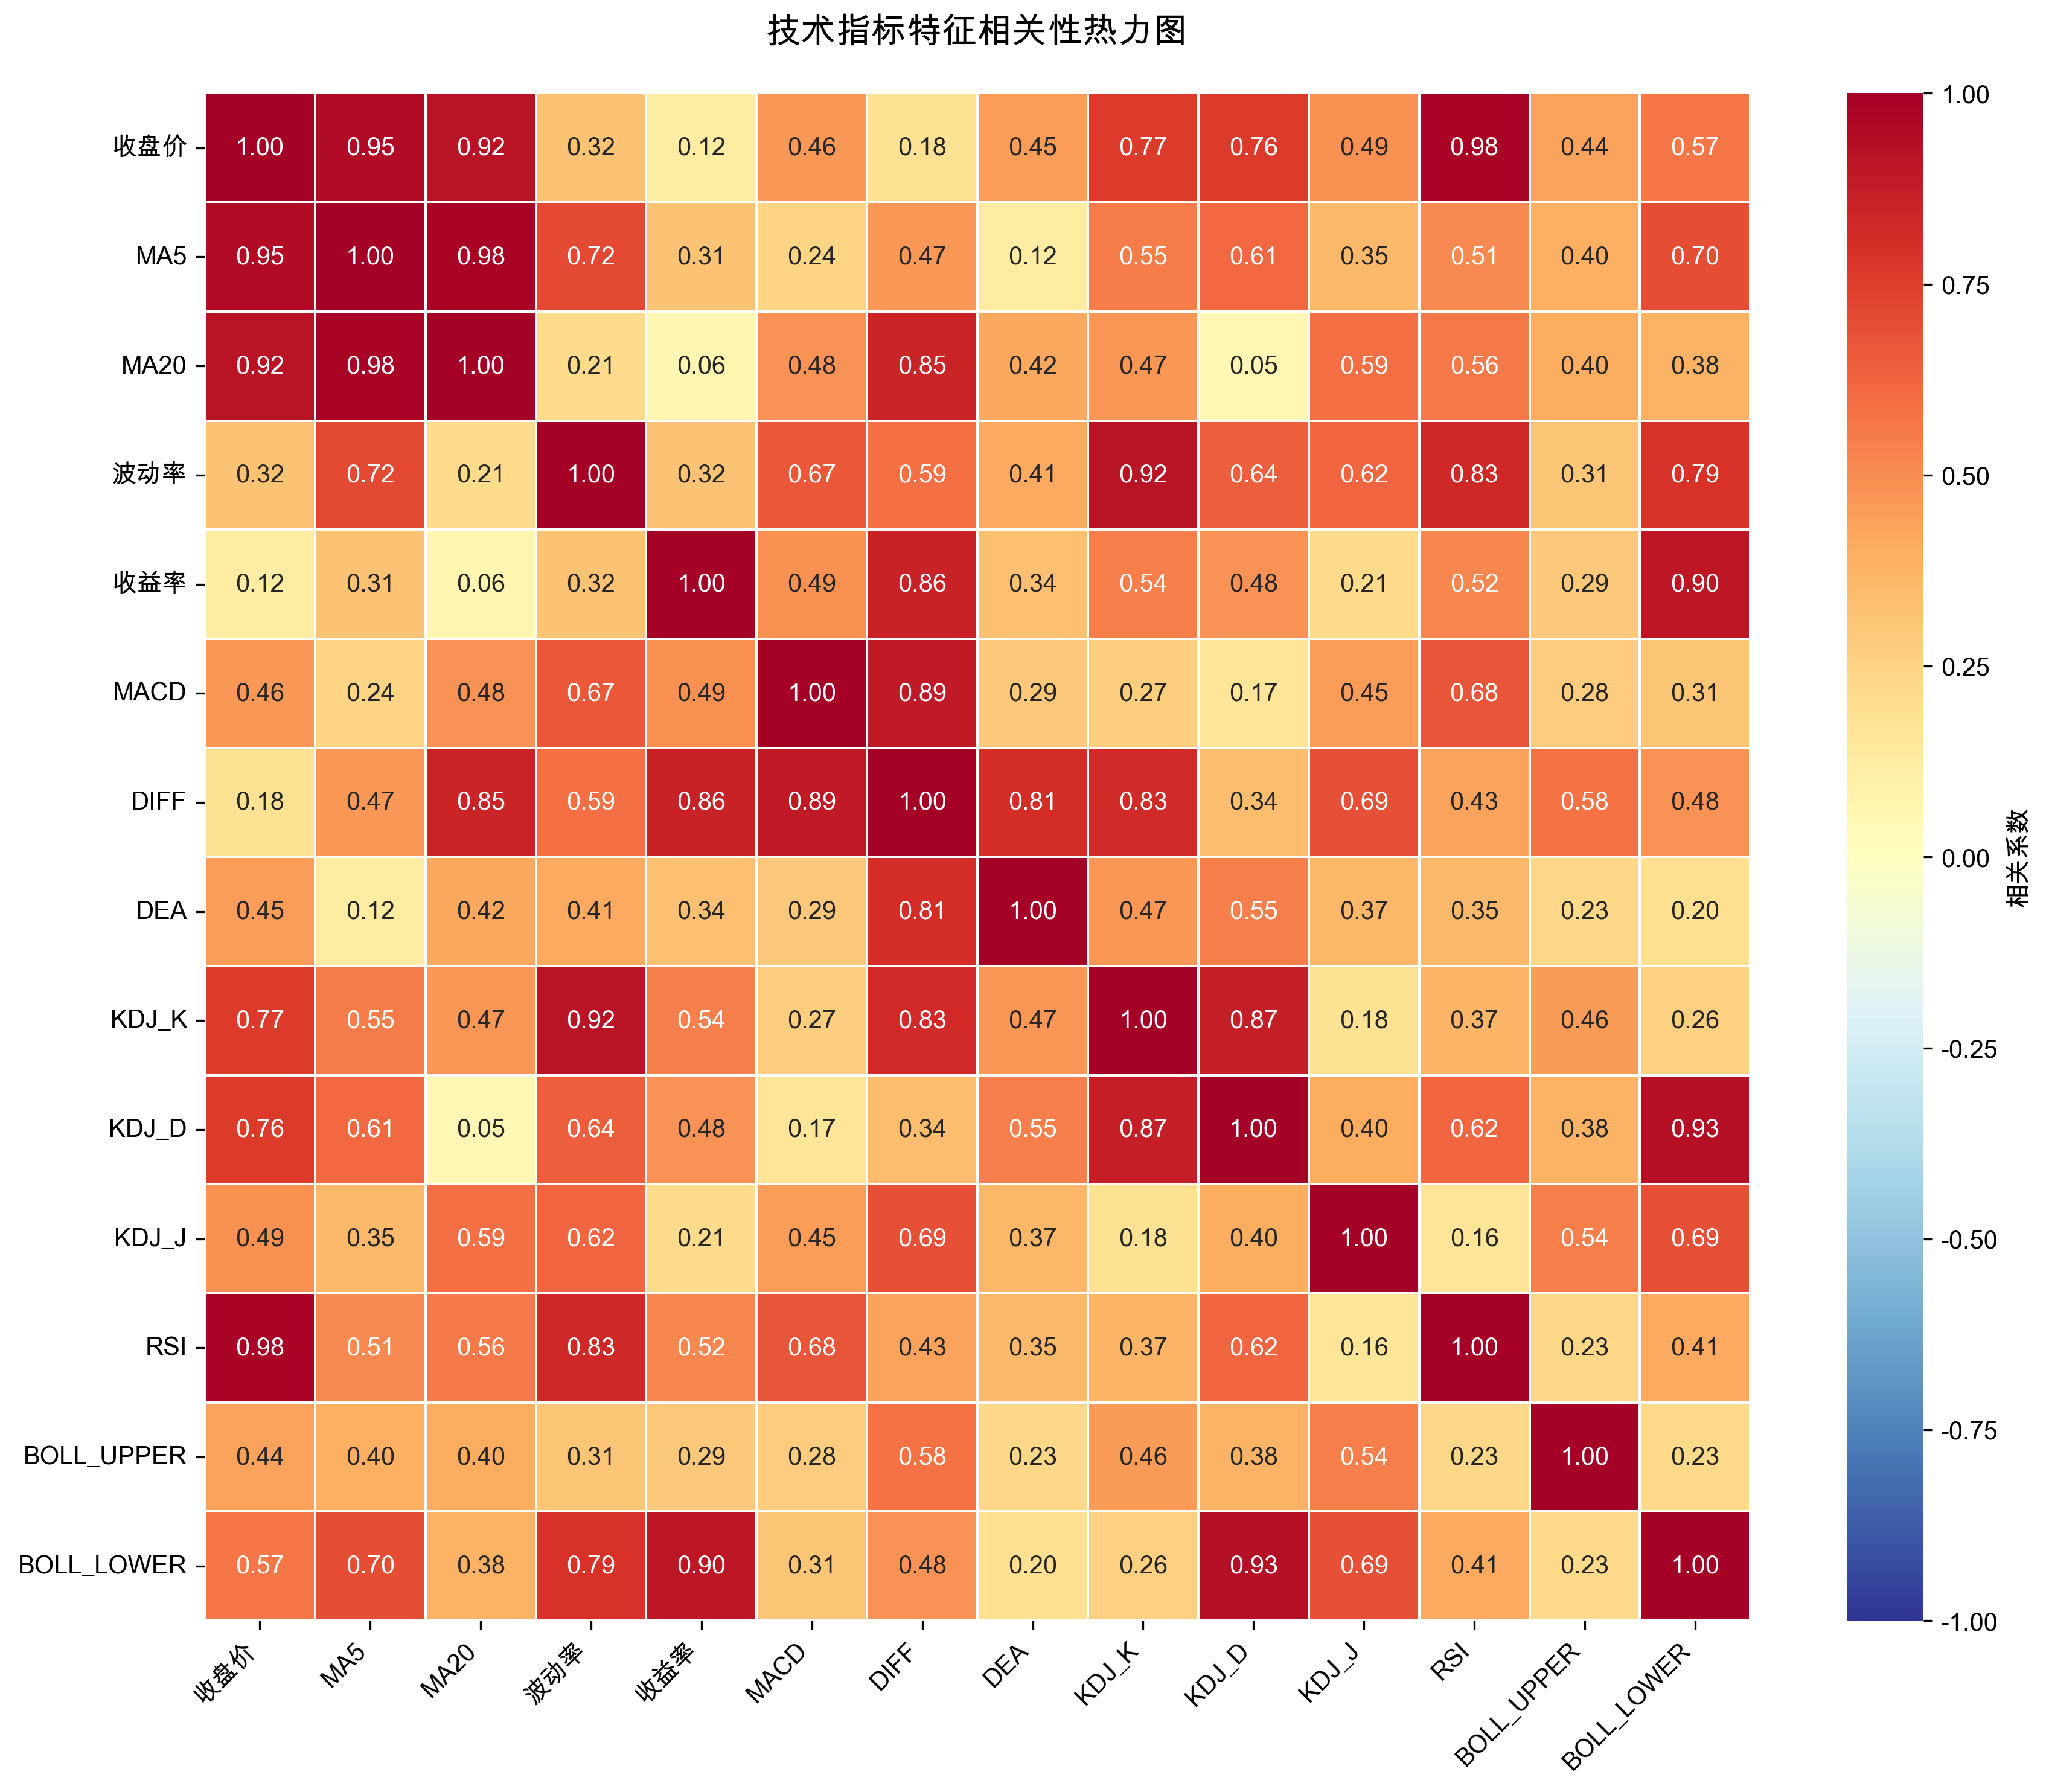 技术指标特征相关性热力图
收盘价 1.00 0.95 0.92 0.32 0.12 0.46 0.18 0.45 0.77 0.76 0.49 0.98 0.44 0.57
MA5 0.95 1.00 0.98 0.72 0.31 0.24 0.47 0.12 0.55 0.61 0.35 0.51 0.40 0.70
MA20 0.92 0.98 1.00 0.21 0.06 0.48 0.85 0.42 0.47 0.05 0.59 0.56 0.40 0.38
波动率 0.32 0.72 0.21 1.00 0.32 0.67 0.59 0.41 0.92 0.64 0.62 0.83 0.31 0.79
收益率 0.12 0.31 0.06 0.32 1.00 0.49 0.86 0.34 0.54 0.48 0.21 0.52 0.29 0.90
MACD 0.46 0.24 0.48 0.67 0.49 1.00 0.89 0.29 0.27 0.17 0.45 0.68 0.28 0.31
DIFF 0.18 0.47 0.85 0.59 0.86 0.89 1.00 0.81 0.83 0.34 0.69 0.43 0.58 0.48
DEA 0.45 0.12 0.42 0.41 0.34 0.29 0.81 1.00 0.47 0.55 0.37 0.35 0.23 0.20
KDJ_K 0.77 0.55 0.47 0.92 0.54 0.27 0.83 0.47 1.00 0.87 0.18 0.37 0.46 0.26
KDJ_D 0.76 0.61 0.05 0.64 0.48 0.17 0.34 0.55 0.87 1.00 0.40 0.62 0.38 0.93
KDJ_J 0.49 0.35 0.59 0.62 0.21 0.45 0.69 0.37 0.18 0.40 1.00 0.16 0.54 0.69
RSI 0.98 0.51 0.56 0.83 0.52 0.68 0.43 0.35 0.37 0.62 0.16 1.00 0.23 0.41
BOLL_UPPER 0.44 0.40 0.40 0.31 0.29 0.28 0.58 0.23 0.46 0.38 0.54 0.23 1.00 0.23
BOLL_LOWER 0.57 0.70 0.38 0.79 0.90 0.31 0.48 0.20 0.26 0.93 0.69 0.41 0.23 1.00
收盘价 MA5 MA20 波动率 收益率 MACD DIFF DEA KDJ_K KDJ_D KDJ_J RSI BOLL_UPPER BOLL_LOWER
1.00
0.75
0.50
0.25
0.00
-0.25
-0.50
-0.75
-1.00
相关系数